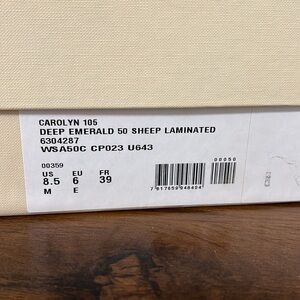 CAROLYN 105
DEEP EMERALD 50 SHEEP LAMINATED
6304287
WSA50C CP023 U643
00359
00050
US EU FR
8.5 6 39
M E